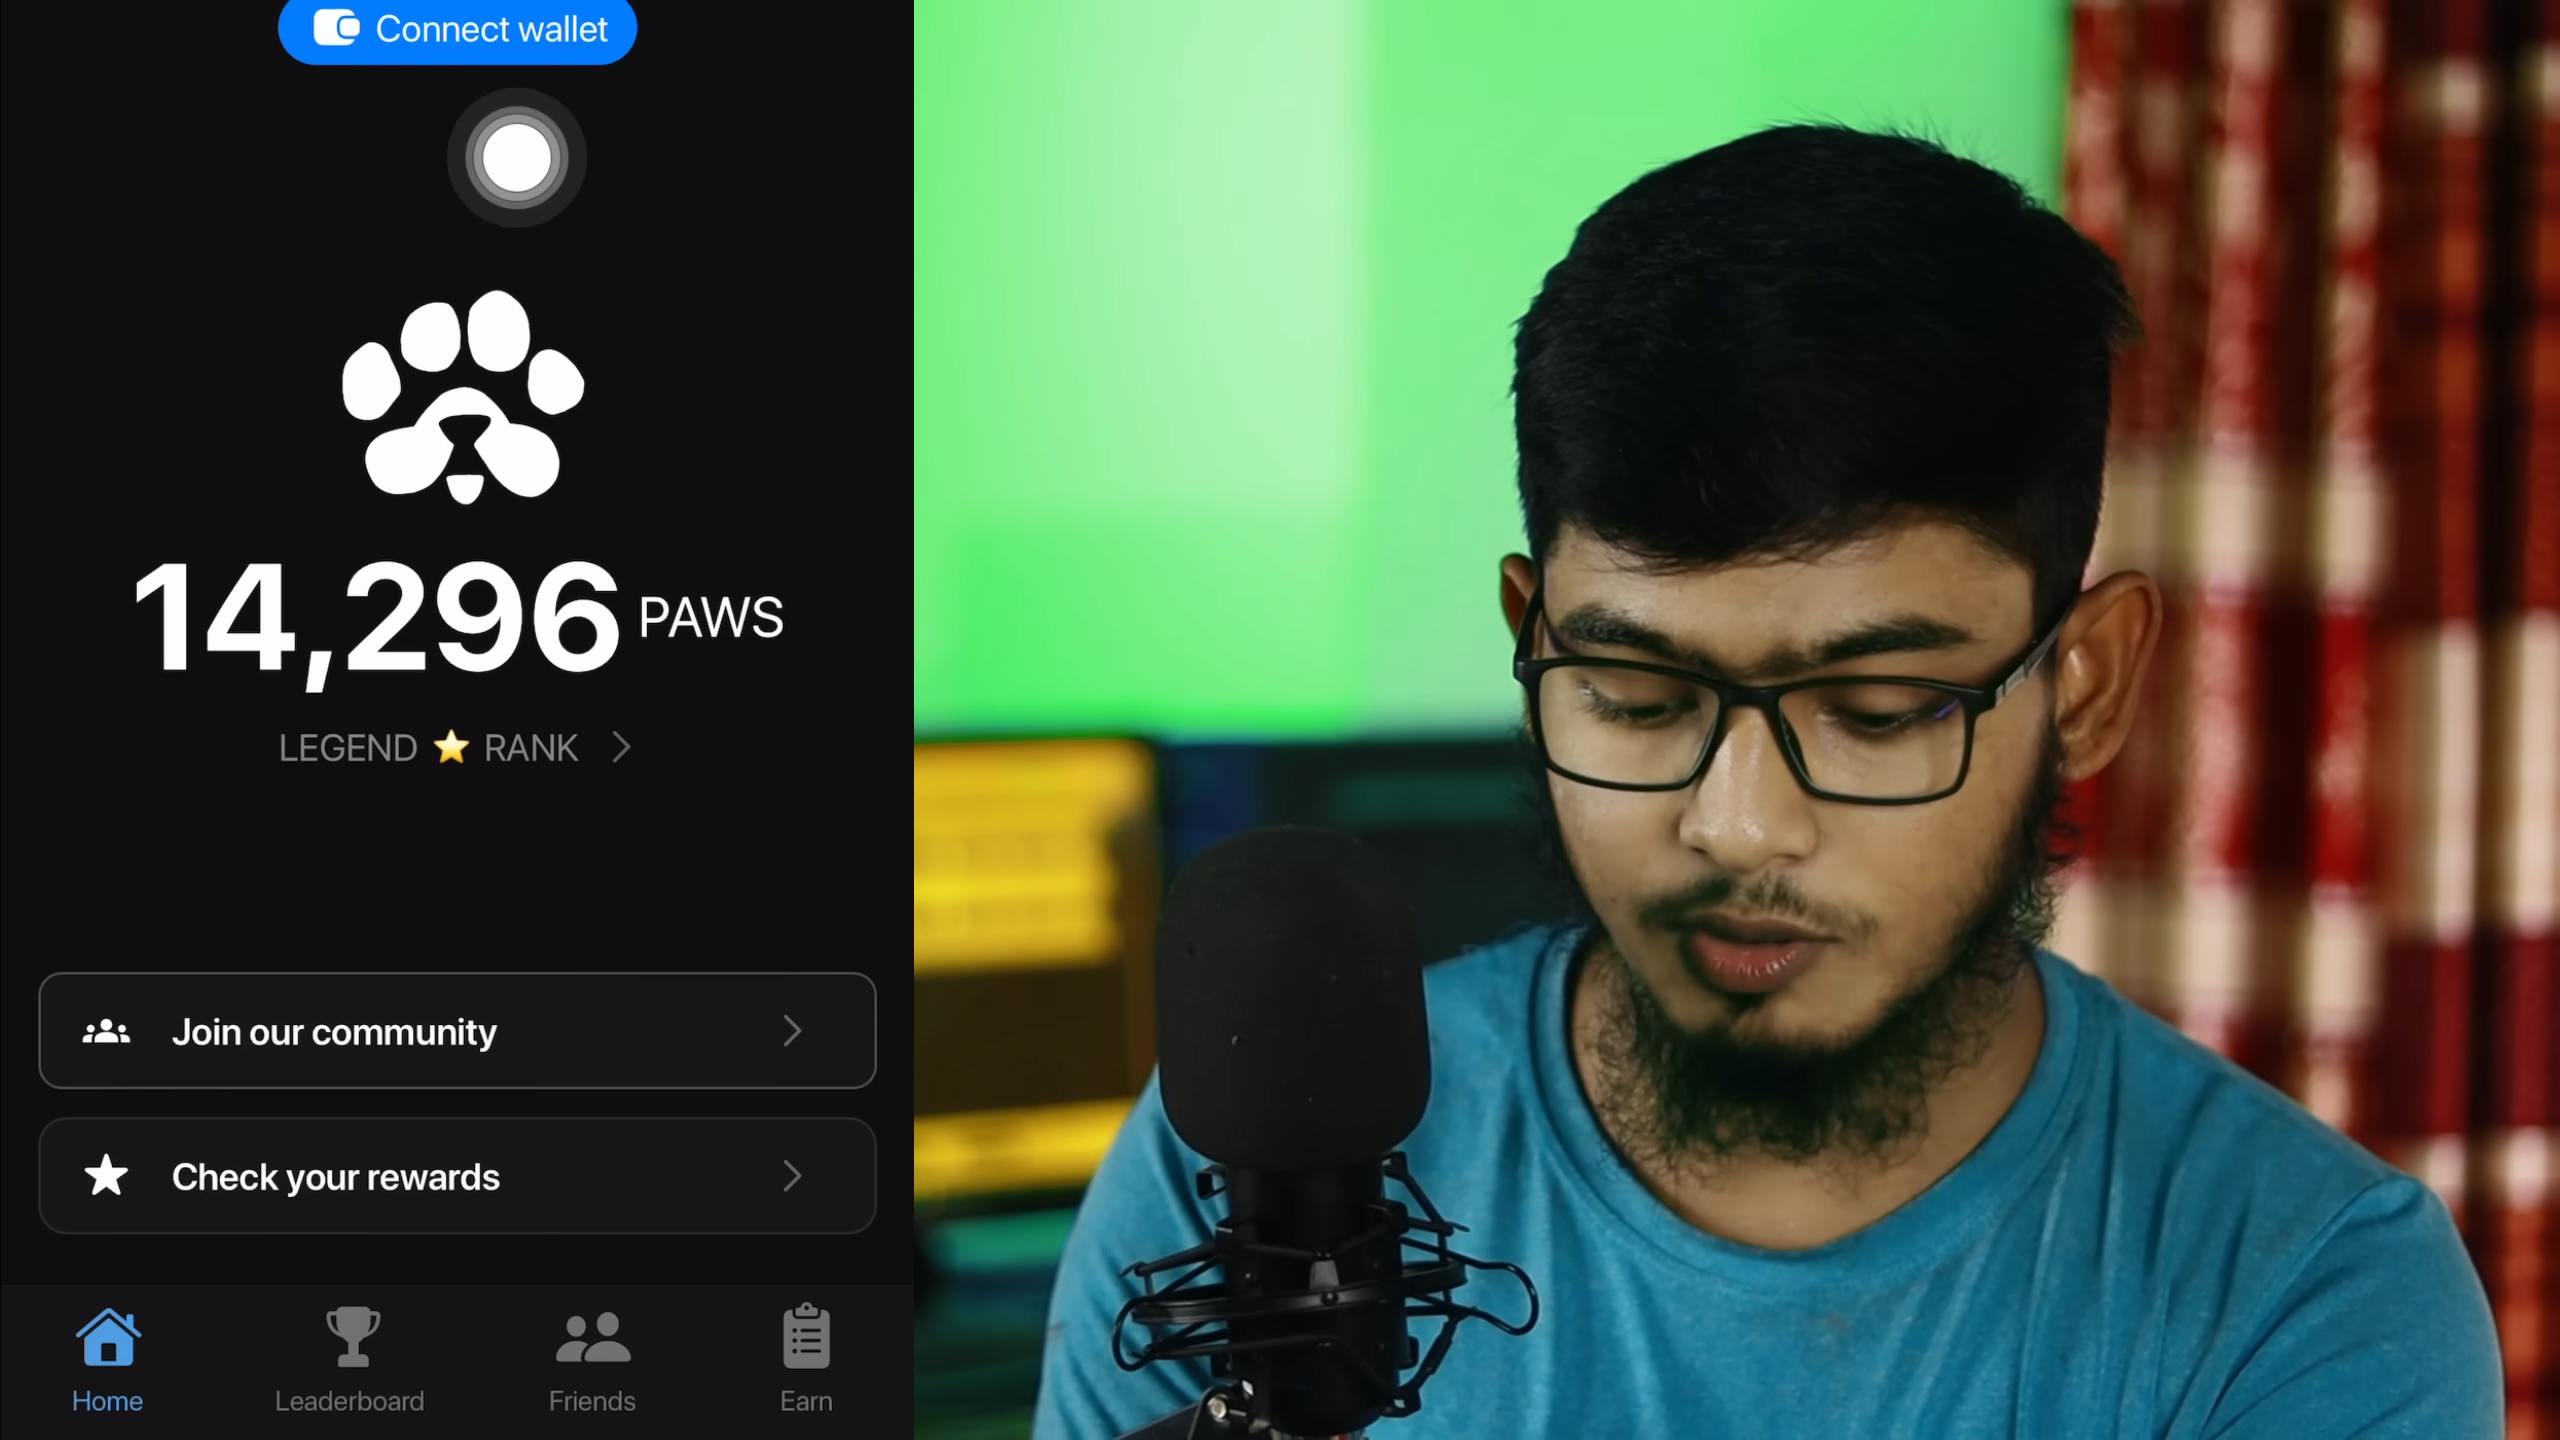 Connect wallet
14,296 PAWS
LEGEND ⭐ RANK
Join our community
Check your rewards
Home
Leaderboard
Friends
Earn